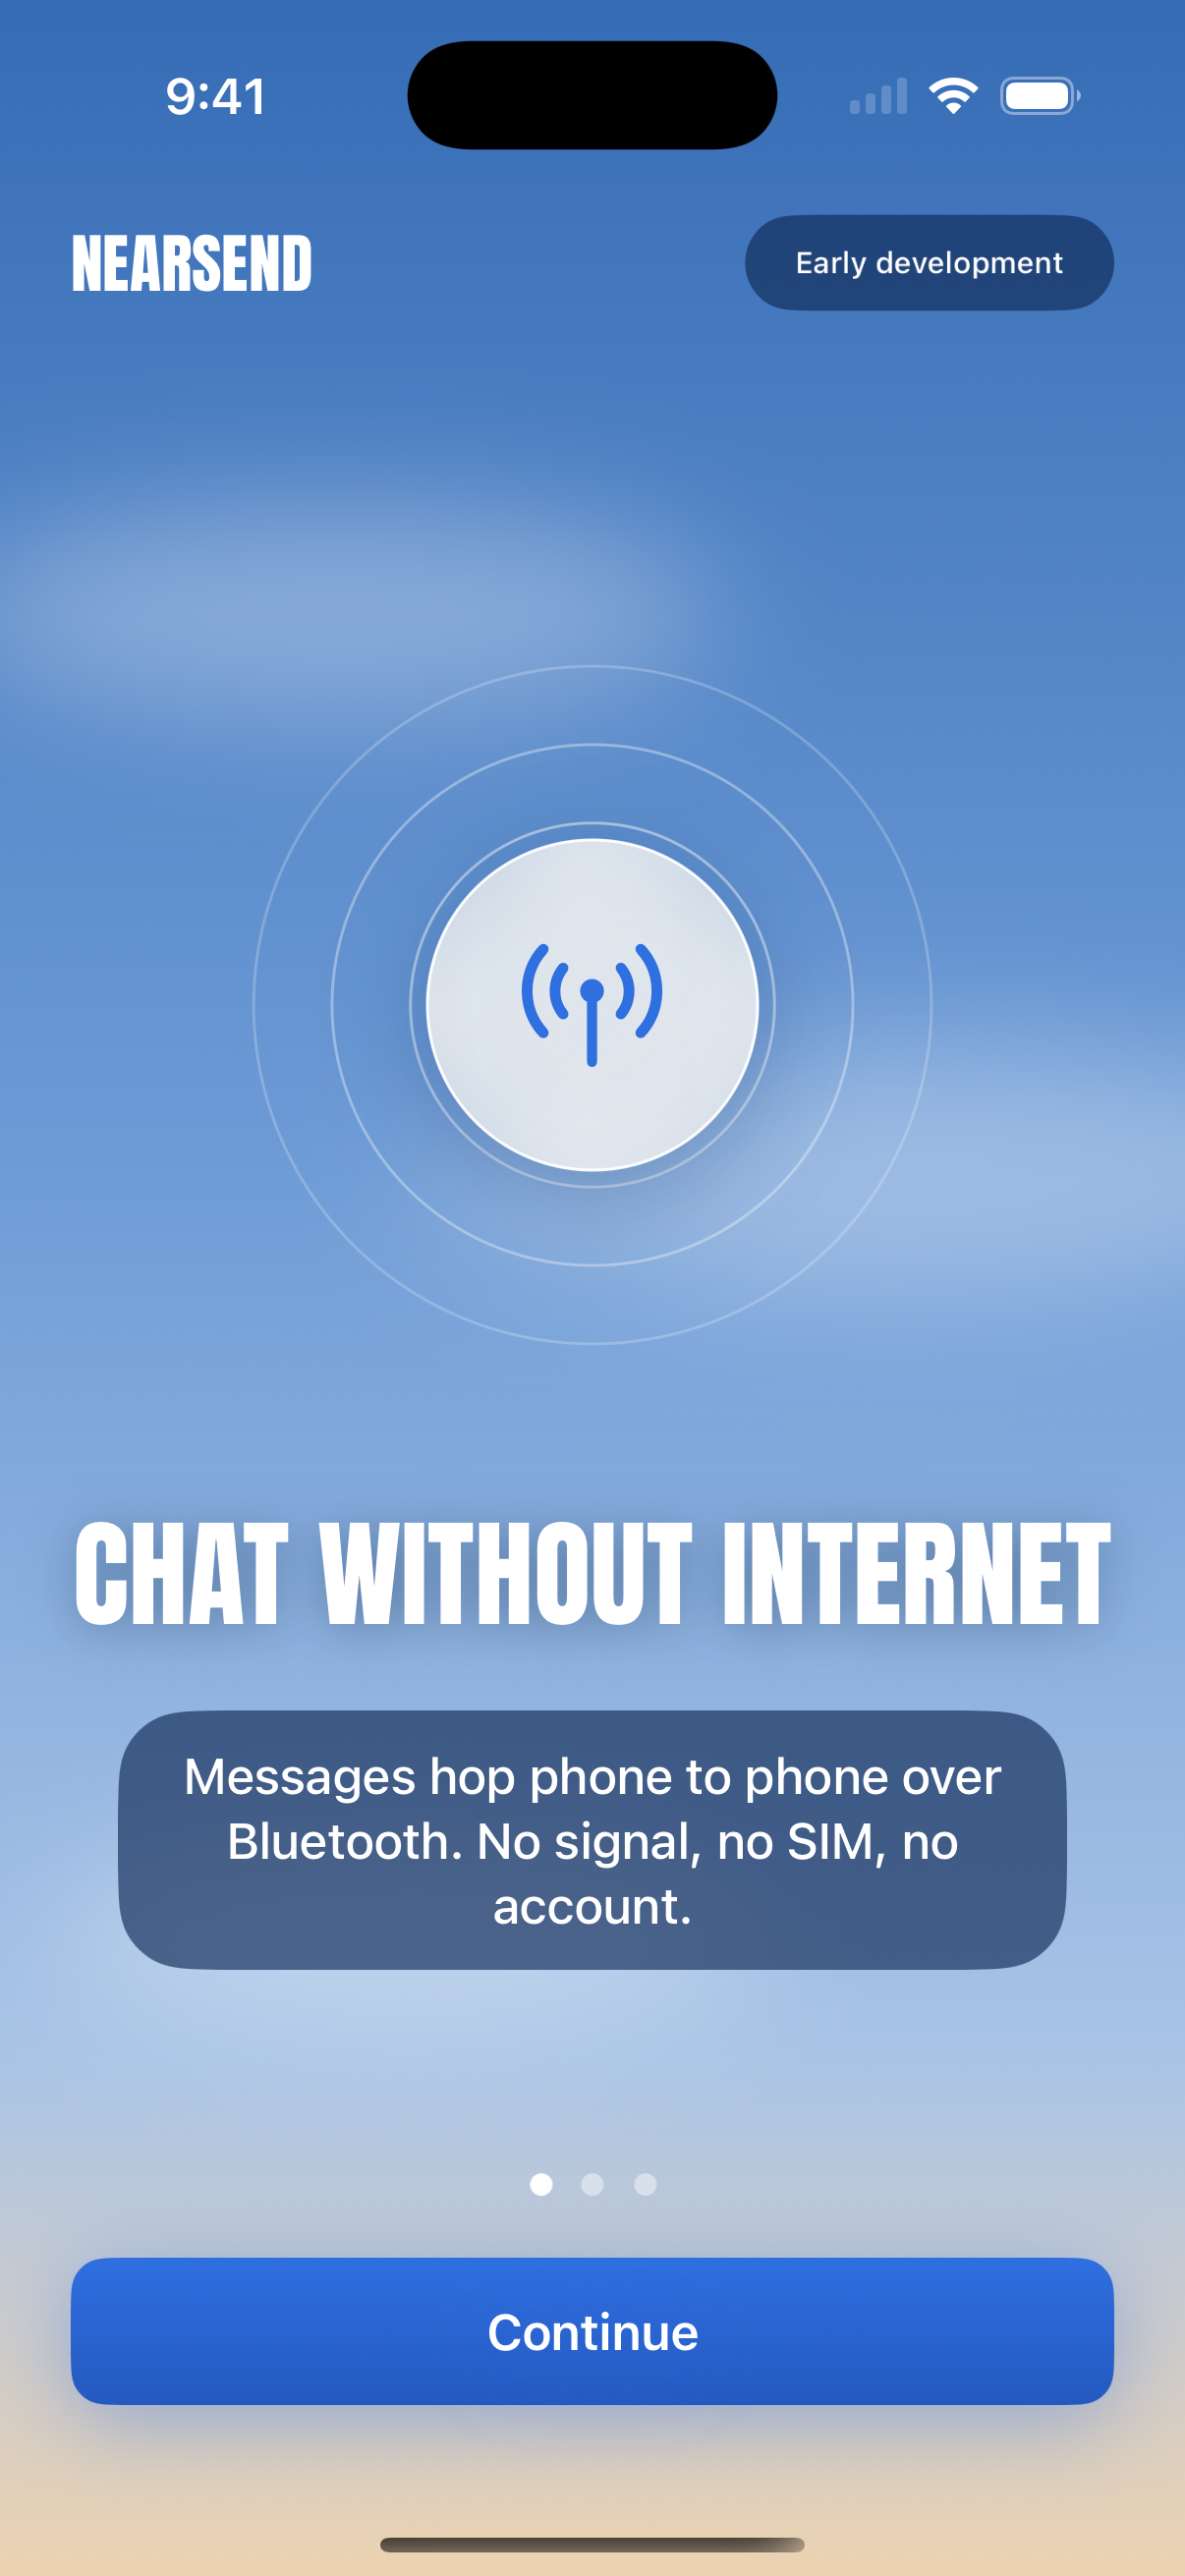 9:41
NEARSEND
Early development
CHAT WITHOUT INTERNET
Messages hop phone to phone over
Bluetooth. No signal, no SIM, no
account.
Continue